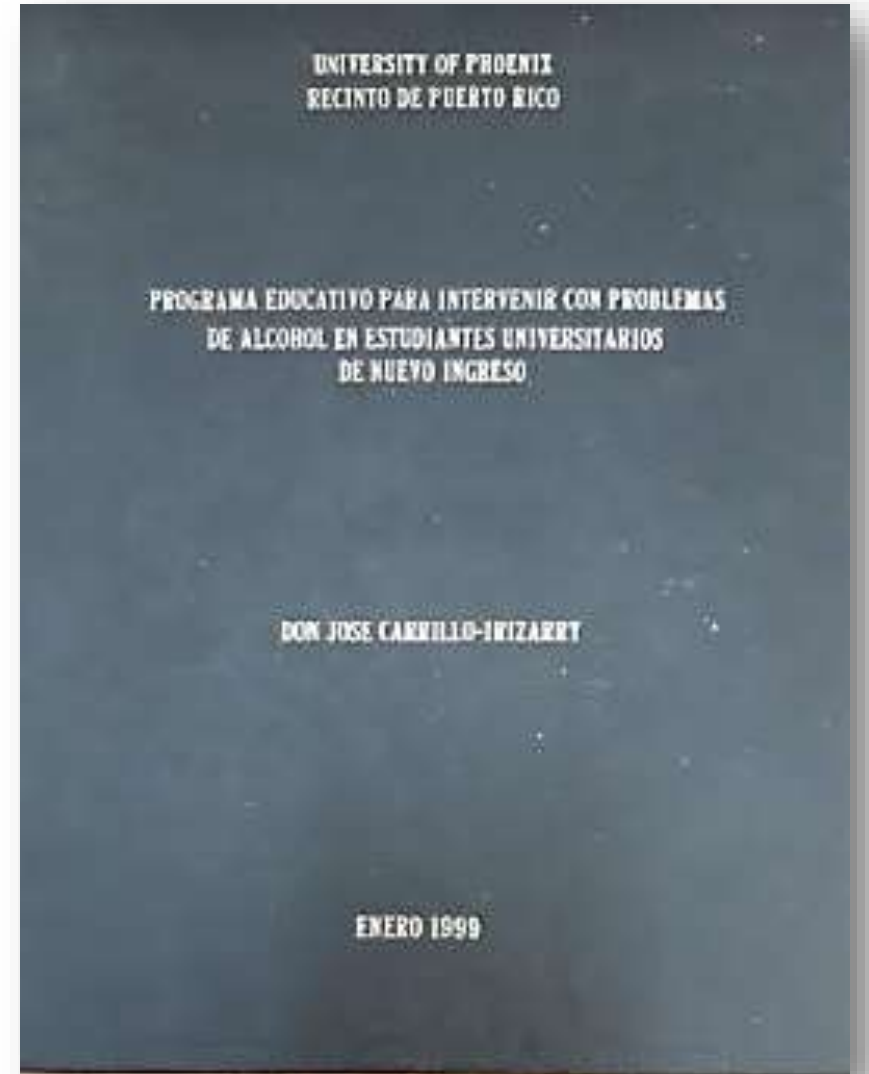 UNIVERSITY OF PHOENIX
RECINTO DE PUERTO RICO
PROGRAMA EDUCATIVO PARA INTERVENIR CON PROBLEMAS
DE ALCOHOL EN ESTUDIANTES UNIVERSITARIOS
DE NUEVO INGRESO
DON JOSE CARRILLO-IRIZARRY
ENERO 1999